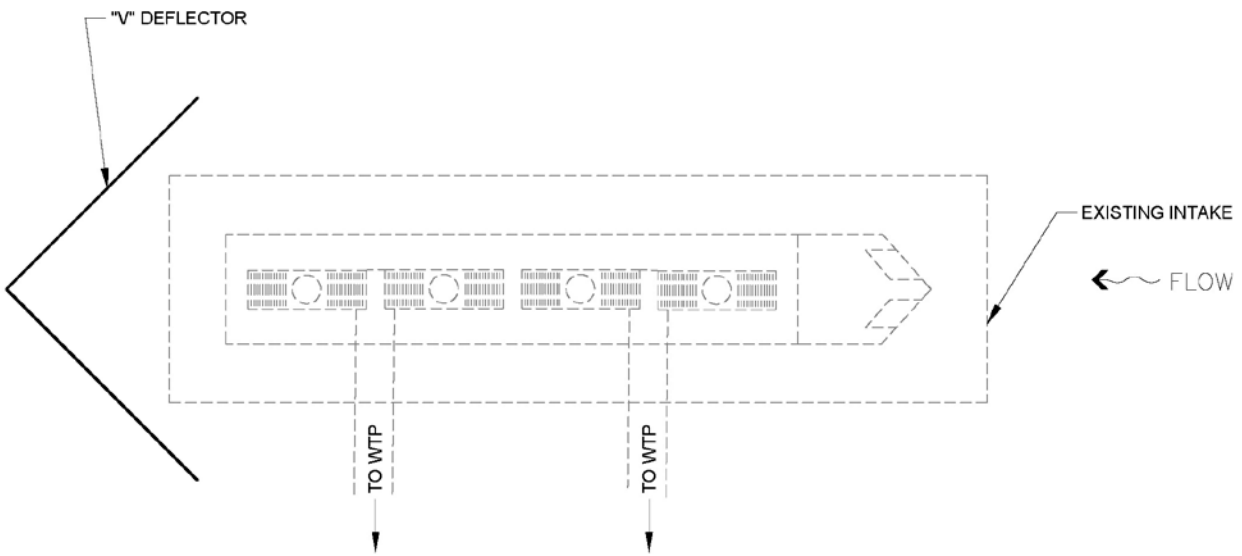 "V" DEFLECTOR
EXISTING INTAKE
FLOW
TO WTP
TO WTP